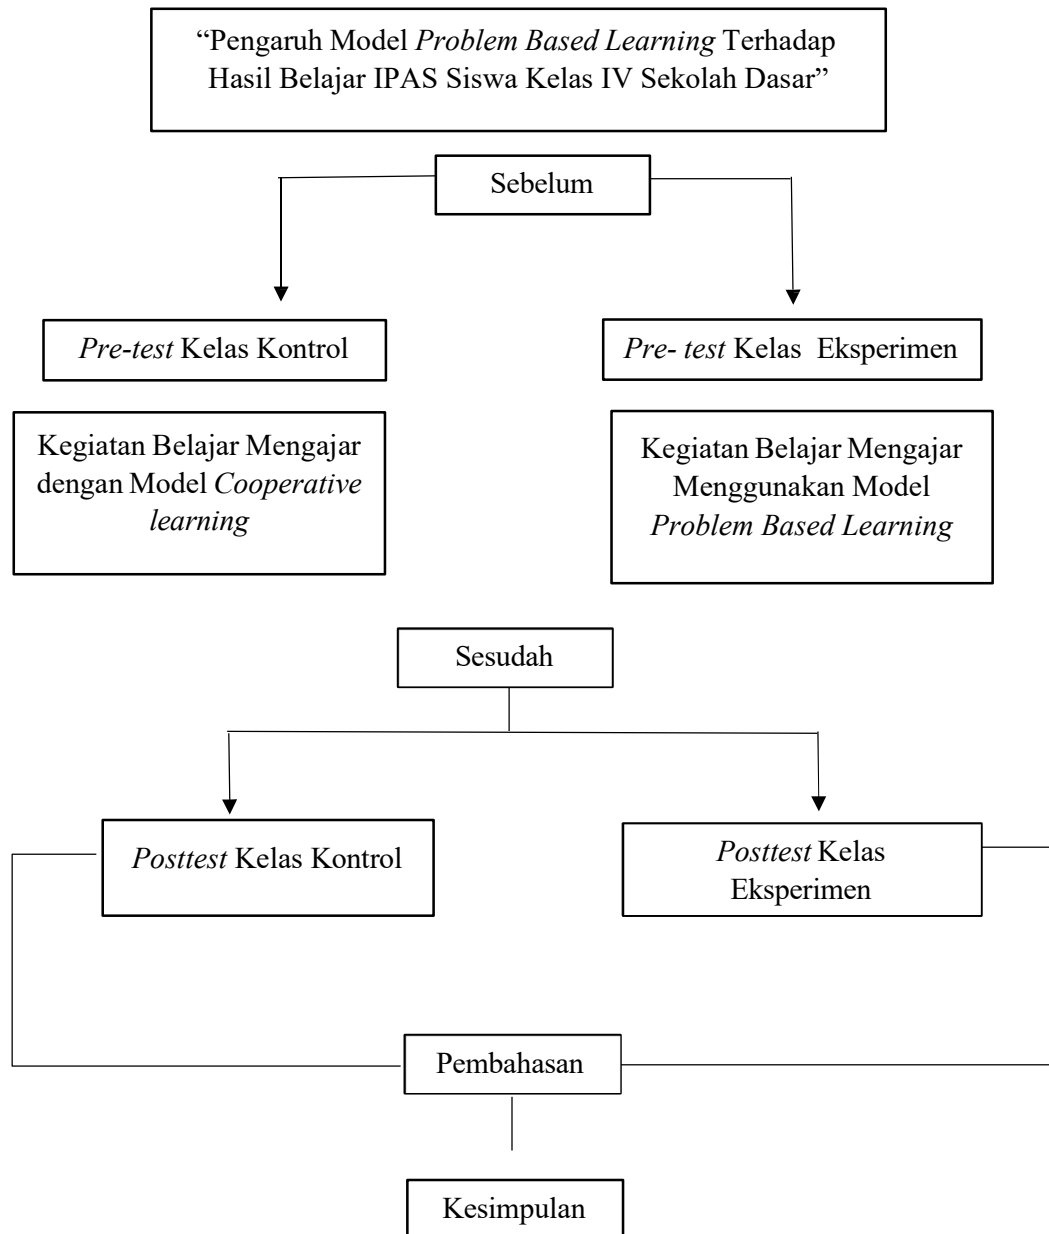 “Pengaruh Model Problem Based Learning Terhadap
Hasil Belajar IPAS Siswa Kelas IV Sekolah Dasar”
Sebelum
Pre-test Kelas Kontrol
Pre- test Kelas Eksperimen
Kegiatan Belajar Mengajar
dengan Model Cooperative
learning
Kegiatan Belajar Mengajar
Menggunakan Model
Problem Based Learning
Sesudah
Posttest Kelas Kontrol
Posttest Kelas
Eksperimen
Pembahasan
Kesimpulan